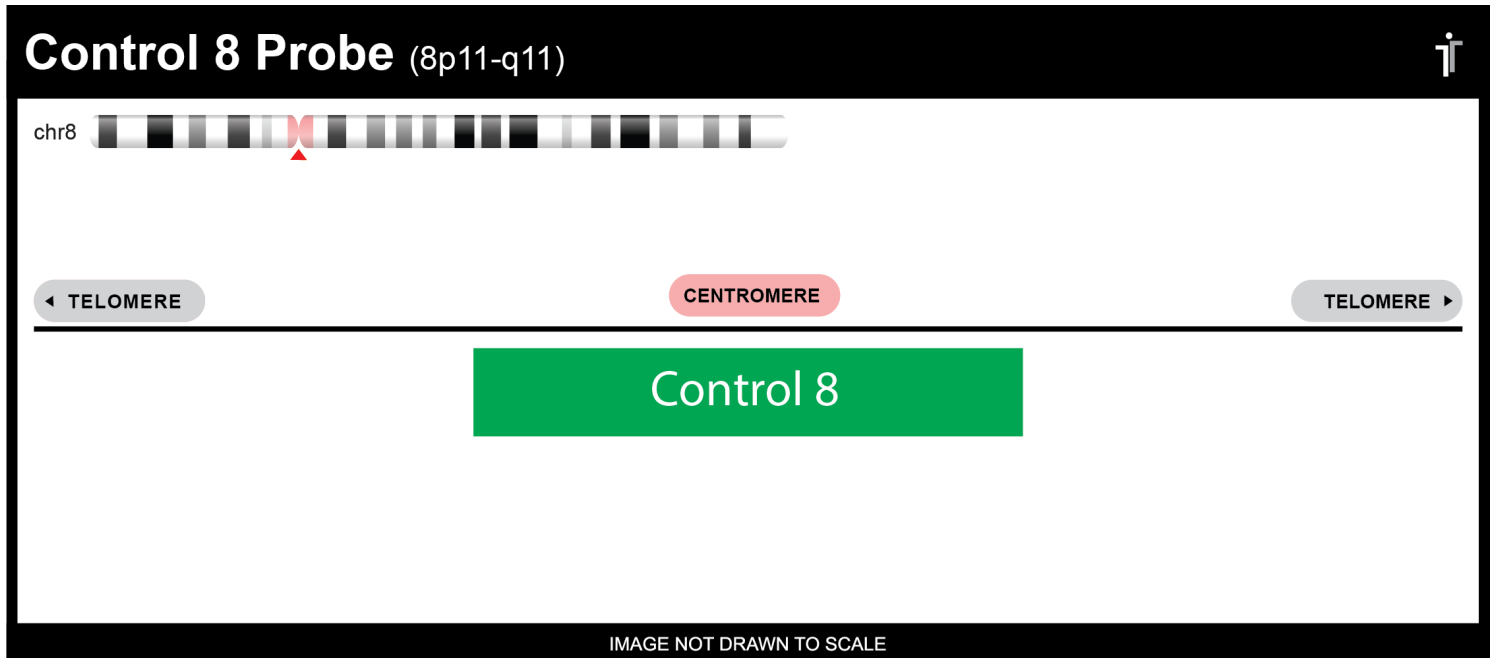 Control 8 Probe (8p11-q11)
chr8
TELOMERE
CENTROMERE
TELOMERE
Control 8
IMAGE NOT DRAWN TO SCALE